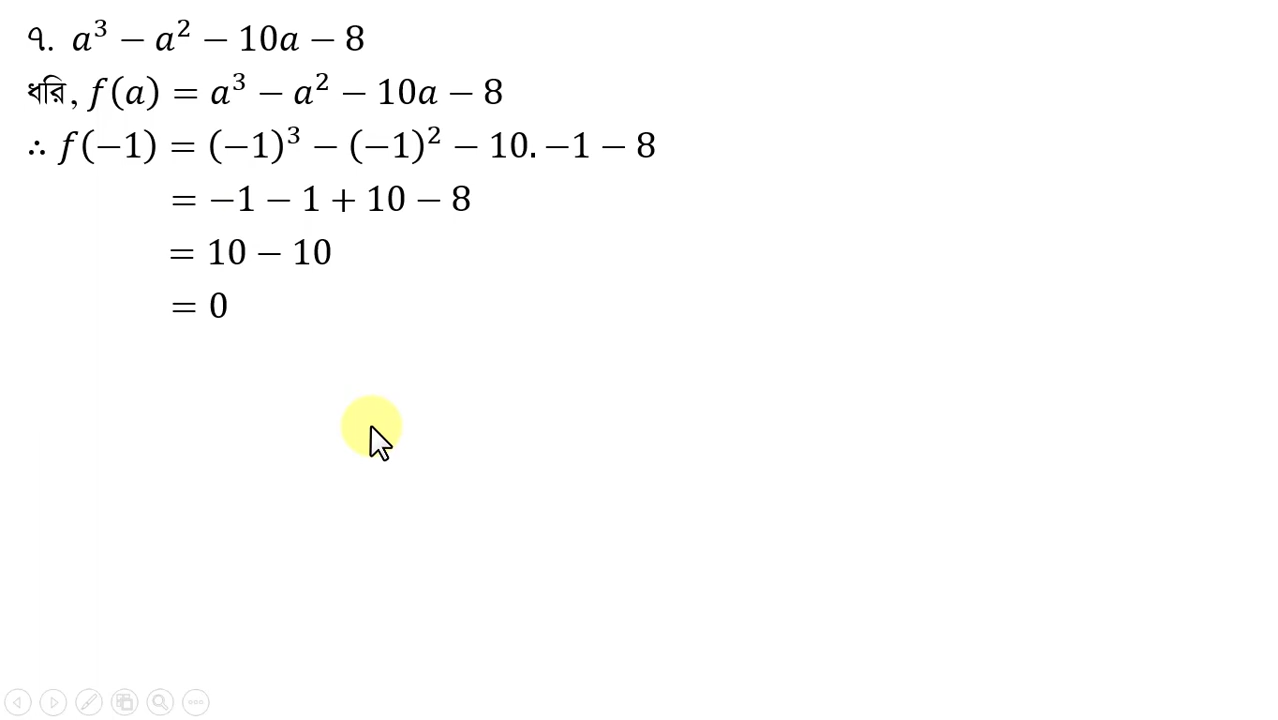 ৭. a³ − a² − 10a − 8
ধরি, f(a) = a³ − a² − 10a − 8
∴ f(−1) = (−1)³ − (−1)² − 10. −1 − 8
= −1 − 1 + 10 − 8
= 10 − 10
= 0